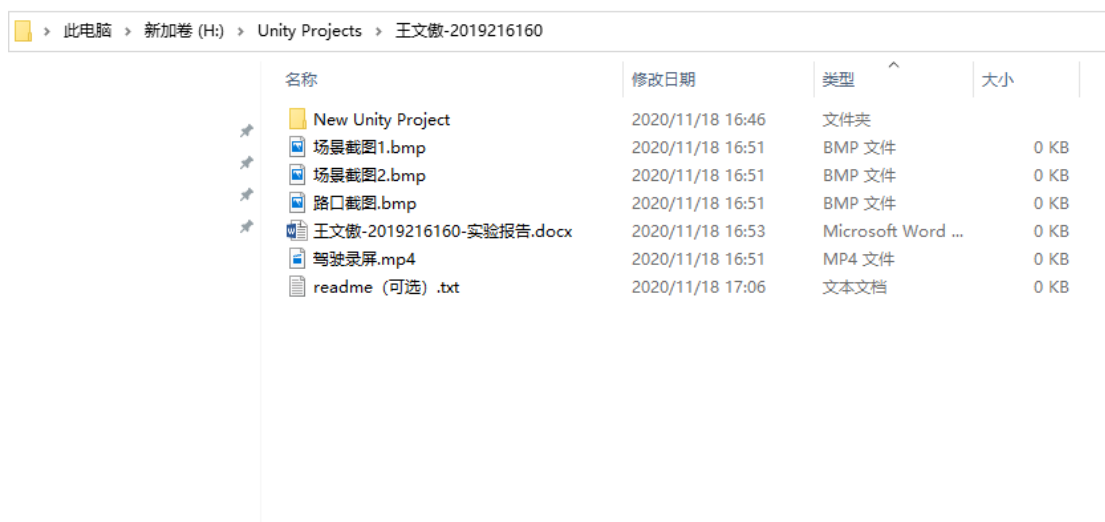 此电脑 › 新加卷 (H:) › Unity Projects › 王文傲-2019216160
名称 修改日期 类型 大小
New Unity Project 2020/11/18 16:46 文件夹
场景截图1.bmp 2020/11/18 16:51 BMP 文件 0 KB
场景截图2.bmp 2020/11/18 16:51 BMP 文件 0 KB
路口截图.bmp 2020/11/18 16:51 BMP 文件 0 KB
王文傲-2019216160-实验报告.docx 2020/11/18 16:53 Microsoft Word ... 0 KB
驾驶录屏.mp4 2020/11/18 16:51 MP4 文件 0 KB
readme（可选）.txt 2020/11/18 17:06 文本文档 0 KB